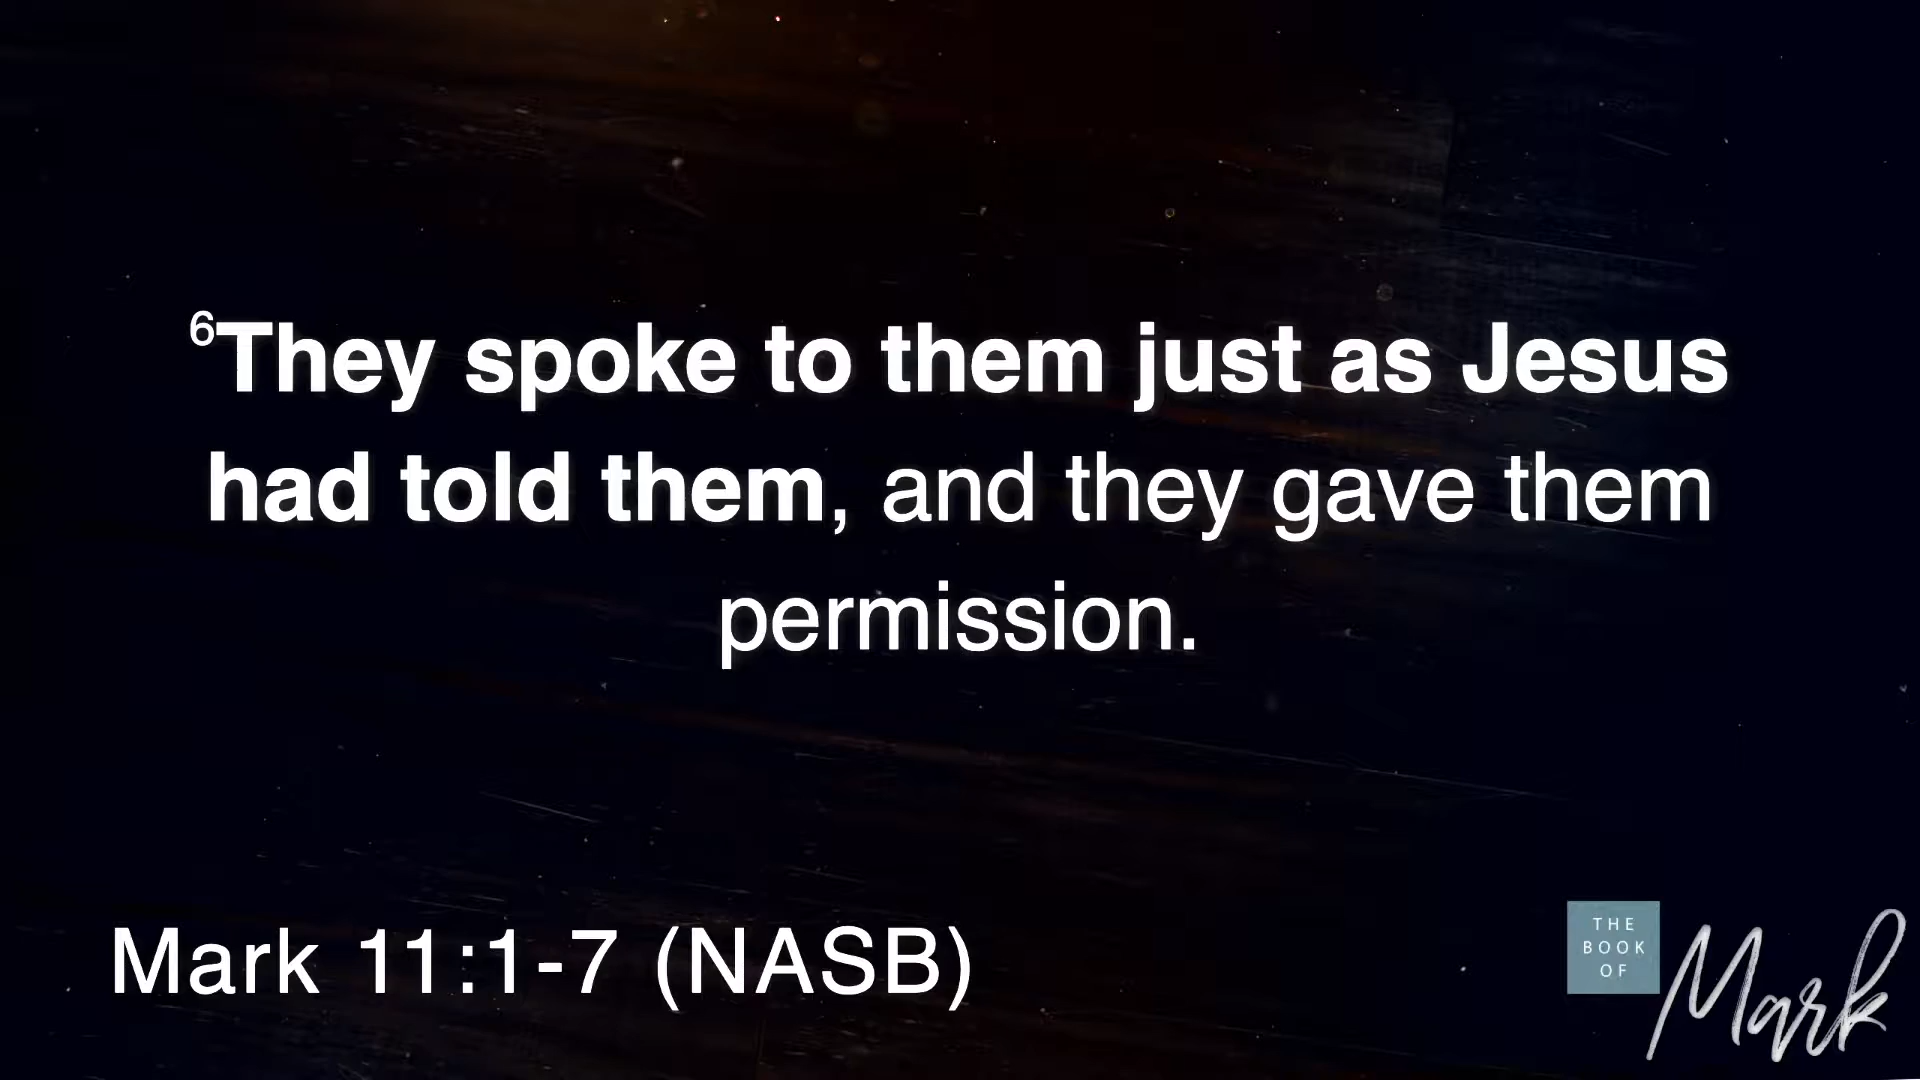 ⁶They spoke to them just as Jesus
had told them, and they gave them
permission.
Mark 11:1-7 (NASB)
THE
BOOK
OF
Mark